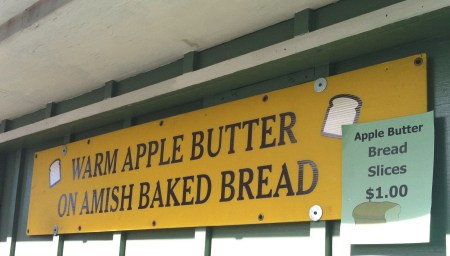 WARM APPLE BUTTER
ON AMISH BAKED BREAD
Apple Butter
Bread
Slices
$1.00